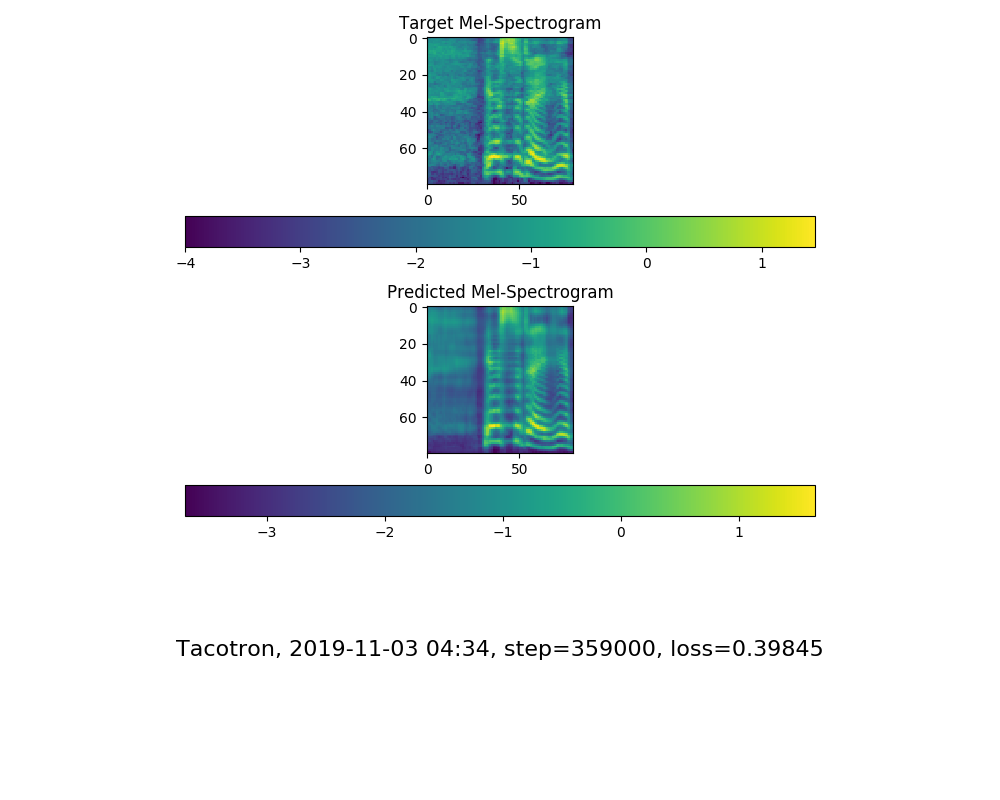 Target Mel-Spectrogram
0
20
40
60
0 50
−4 −3 −2 −1 0 1
Predicted Mel-Spectrogram
0
20
40
60
0 50
−3 −2 −1 0 1
Tacotron, 2019-11-03 04:34, step=359000, loss=0.39845